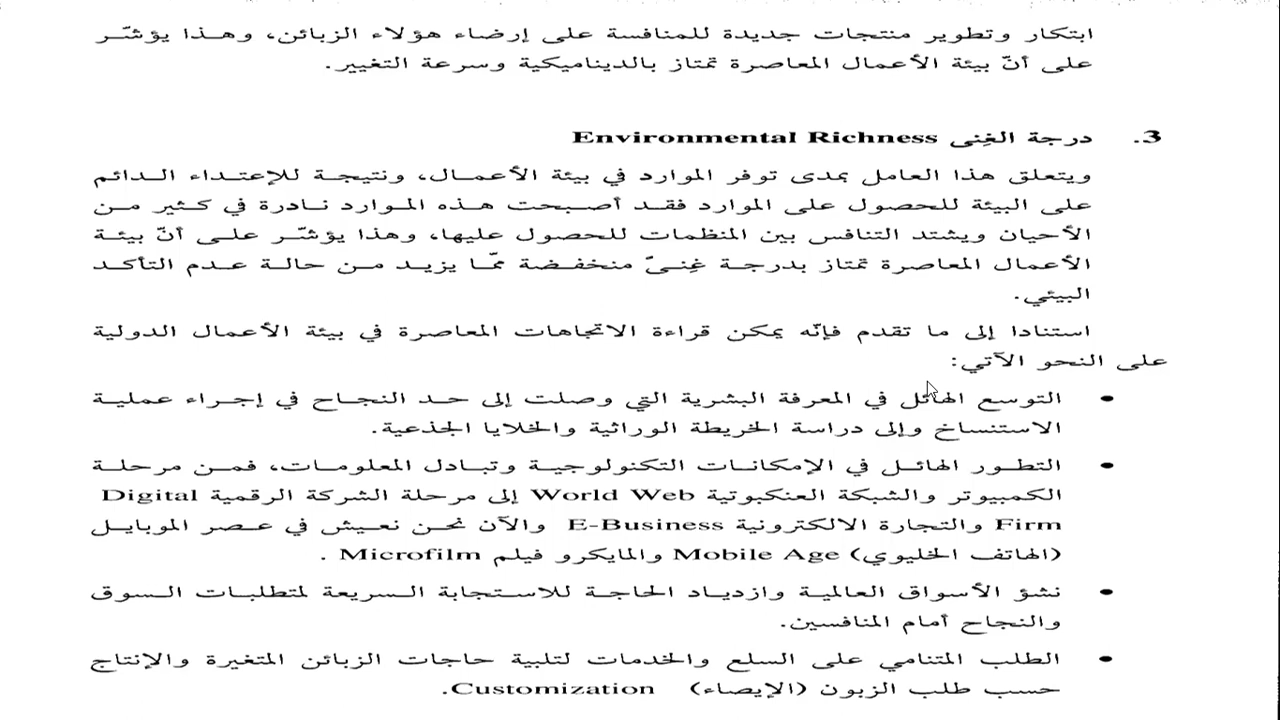 ابتكار وتطوير منتجات جديدة للمنافسة على إرضاء هؤلاء الزبائن، وهذا يؤشّر
على أنّ بيئة الأعمال المعاصرة تمتاز بالديناميكية وسرعة التغيير.
3. درجة الغِنى Environmental Richness
ويتعلق هذا العامل بمدى توفر الموارد في بيئة الأعمال، ونتيجة للإعتداء الدائم
على البيئة للحصول على الموارد فقد أصبحت هذه الموارد نادرة في كثير من
الأحيان ويشتد التنافس بين المنظمات للحصول عليها، وهذا يؤشّر على أنّ بيئة
الأعمال المعاصرة تمتاز بدرجة غِنىً منخفضة ممّا يزيد من حالة عدم التأكد
البيئي.
استنادا إلى ما تقدم فإنّه يمكن قراءة الاتجاهات المعاصرة في بيئة الأعمال الدولية
على النحو الآتي:
• التوسع الهائل في المعرفة البشرية التي وصلت إلى حد النجاح في إجراء عملية
الاستنساخ وإلى دراسة الخريطة الوراثية والخلايا الجذعية.
• التطور الهائل في الإمكانات التكنولوجية وتبادل المعلومات، فمن مرحلة
الكمبيوتر والشبكة العنكبوتية World Web إلى مرحلة الشركة الرقمية Digital
Firm والتجارة الالكترونية E-Business والآن نحن نعيش في عصر الموبايل
(الهاتف الخليوي) Mobile Age والمايكرو فيلم Microfilm .
• نشؤ الأسواق العالمية وازدياد الحاجة للاستجابة السريعة لمتطلبات السوق
والنجاح أمام المنافسين.
• الطلب المتنامي على السلع والخدمات لتلبية حاجات الزبائن المتغيرة والإنتاج
حسب طلب الزبون (الإيصاء) Customization.